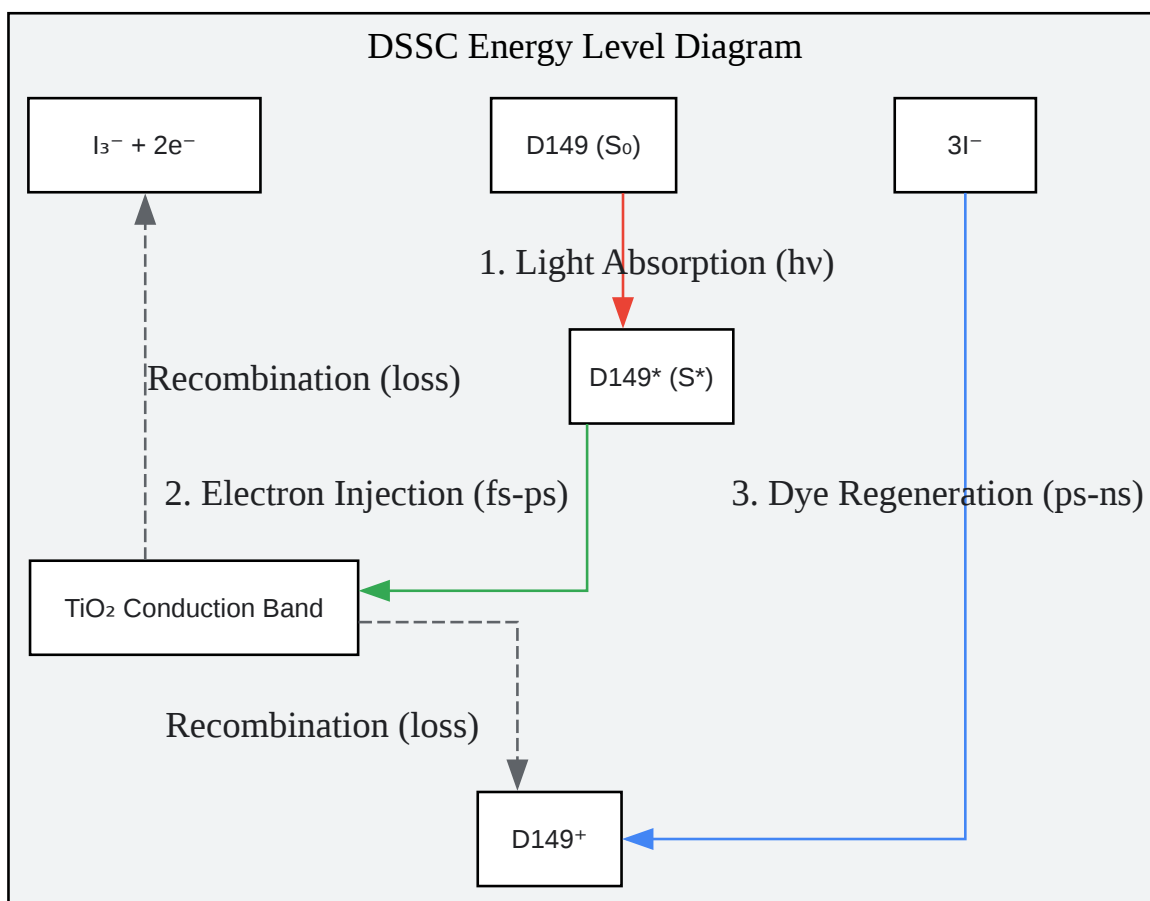 DSSC Energy Level Diagram
I₃⁻ + 2e⁻
D149 (S₀)
3I⁻
1. Light Absorption (hν)
D149* (S*)
Recombination (loss)
2. Electron Injection (fs-ps)
3. Dye Regeneration (ps-ns)
TiO₂ Conduction Band
Recombination (loss)
D149⁺